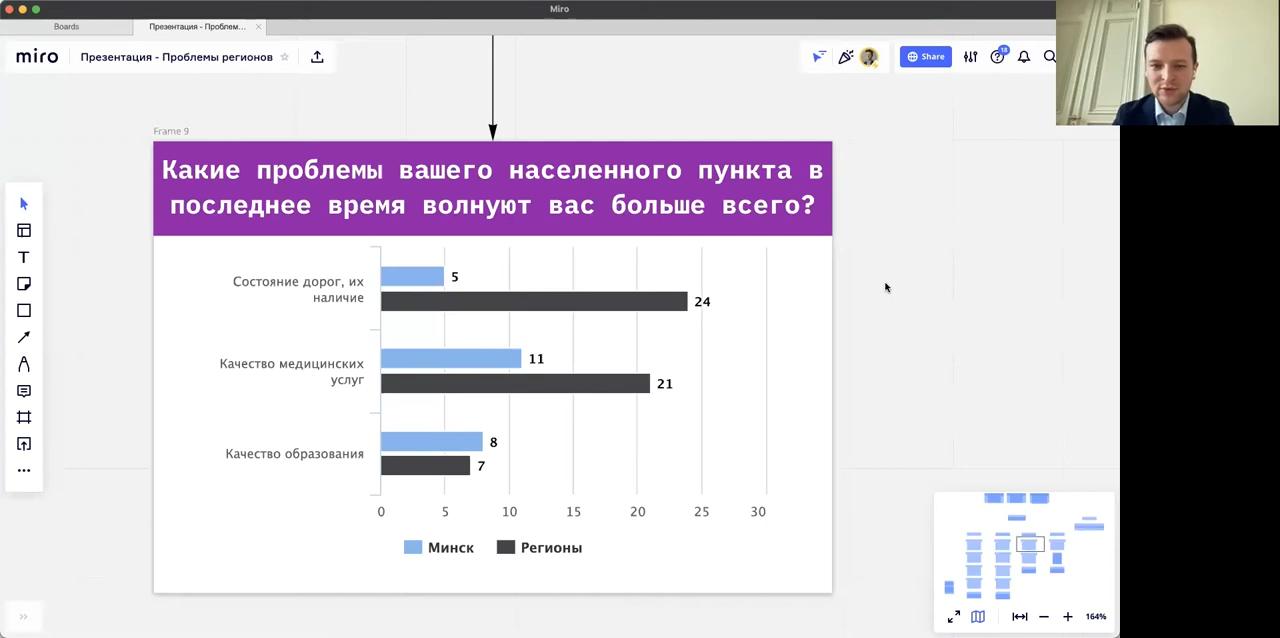 Miro
Boards
Презентация - Проблем...
miro
Презентация - Проблемы регионов
Share
18
Frame 9
Какие проблемы вашего населенного пункта в
последнее время волнуют вас больше всего?
Состояние дорог, их
наличие
5
24
Качество медицинских
услуг
11
21
Качество образования
8
7
0 5 10 15 20 25 30
Минск Регионы
164%